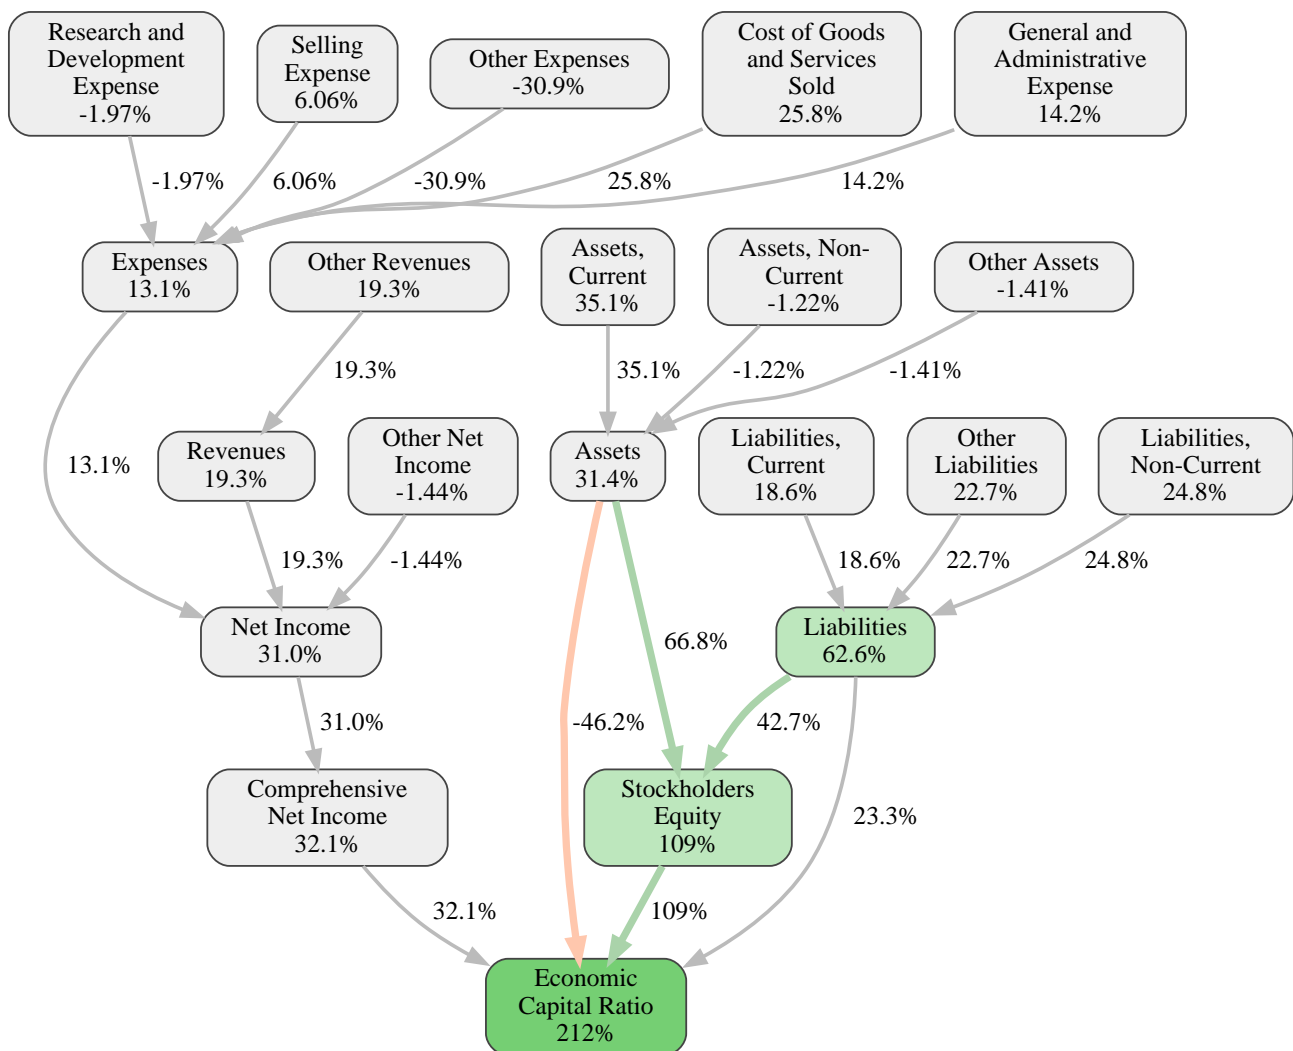 Research and
Development
Expense
-1.97%
Selling
Expense
6.06%
Other Expenses
-30.9%
Cost of Goods
and Services
Sold
25.8%
General and
Administrative
Expense
14.2%
-1.97%
6.06%
-30.9%
25.8%
14.2%
Expenses
13.1%
Other Revenues
19.3%
Assets,
Current
35.1%
Assets, Non-
Current
-1.22%
Other Assets
-1.41%
19.3%
35.1%
-1.22%
-1.41%
13.1%
Revenues
19.3%
Other Net
Income
-1.44%
Assets
31.4%
Liabilities,
Current
18.6%
Other
Liabilities
22.7%
Liabilities,
Non-Current
24.8%
19.3%
-1.44%
18.6%
22.7%
24.8%
Net Income
31.0%
66.8%
Liabilities
62.6%
31.0%
-46.2%
42.7%
Comprehensive
Net Income
32.1%
Stockholders
Equity
109%
23.3%
32.1%
109%
Economic
Capital Ratio
212%